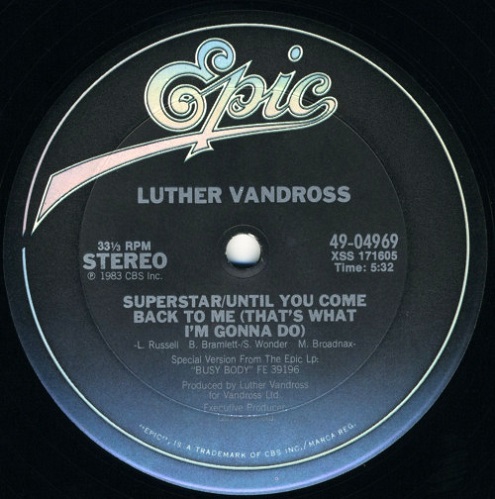 Epic
LUTHER VANDROSS
33⅓ RPM
STEREO
℗ 1983 CBS Inc.
49-04969
XSS 171605
Time: 5:32
SUPERSTAR/UNTIL YOU COME
BACK TO ME (THAT'S WHAT
I'M GONNA DO)
-L. Russell B. Bramlett-/S. Wonder M. Broadnax-
Special Version From The Epic Lp:
"BUSY BODY" FE 39196
Produced by Luther Vandross
for Vandross Ltd.
Executive Producer:
"EPIC", IS A TRADEMARK OF CBS INC./MARCA REG.